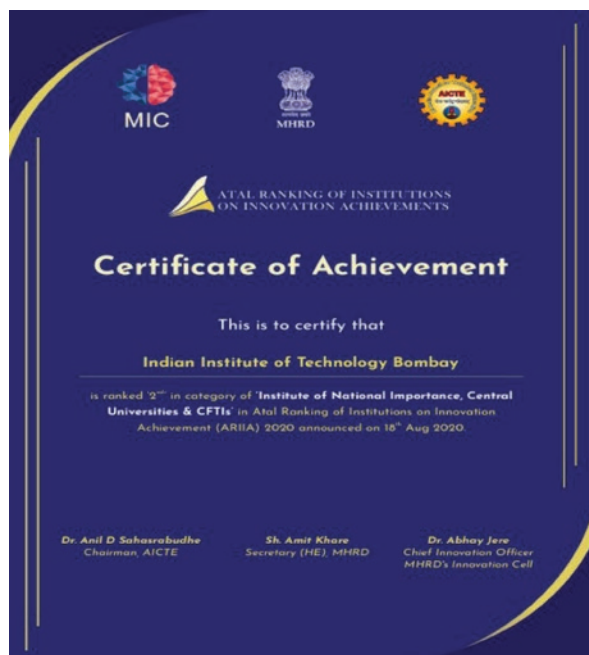 MIC
MHRD
AICTE
ATAL RANKING OF INSTITUTIONS
ON INNOVATION ACHIEVEMENTS
Certificate of Achievement
This is to certify that
Indian Institute of Technology Bombay
is ranked '2nd' in category of 'Institute of National Importance, Central
Universities & CFTIs' in Atal Ranking of Institutions on Innovation
Achievement (ARIIA) 2020 announced on 18th Aug 2020.
Dr. Anil D Sahasrabudhe
Chairman, AICTE
Sh. Amit Khare
Secretary (HE), MHRD
Dr. Abhay Jere
Chief Innovation Officer
MHRD's Innovation Cell